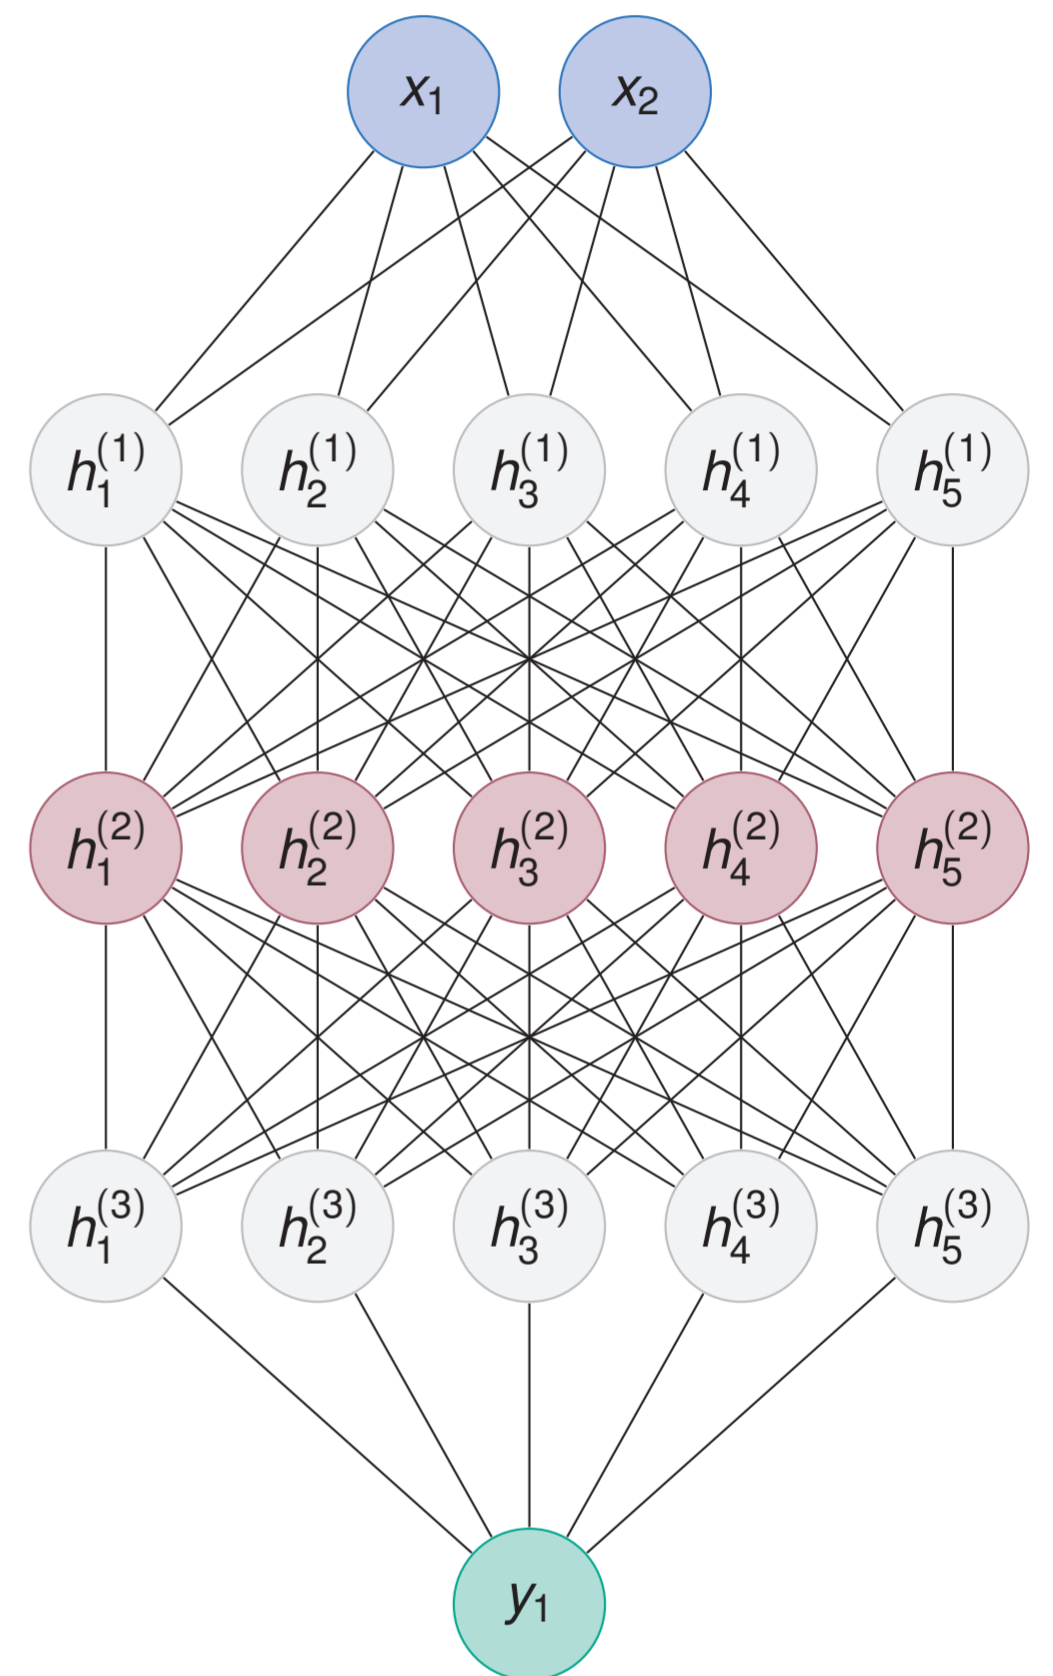 x₁ x₂
h₁⁽¹⁾ h₂⁽¹⁾ h₃⁽¹⁾ h₄⁽¹⁾ h₅⁽¹⁾
h₁⁽²⁾ h₂⁽²⁾ h₃⁽²⁾ h₄⁽²⁾ h₅⁽²⁾
h₁⁽³⁾ h₂⁽³⁾ h₃⁽³⁾ h₄⁽³⁾ h₅⁽³⁾
y₁